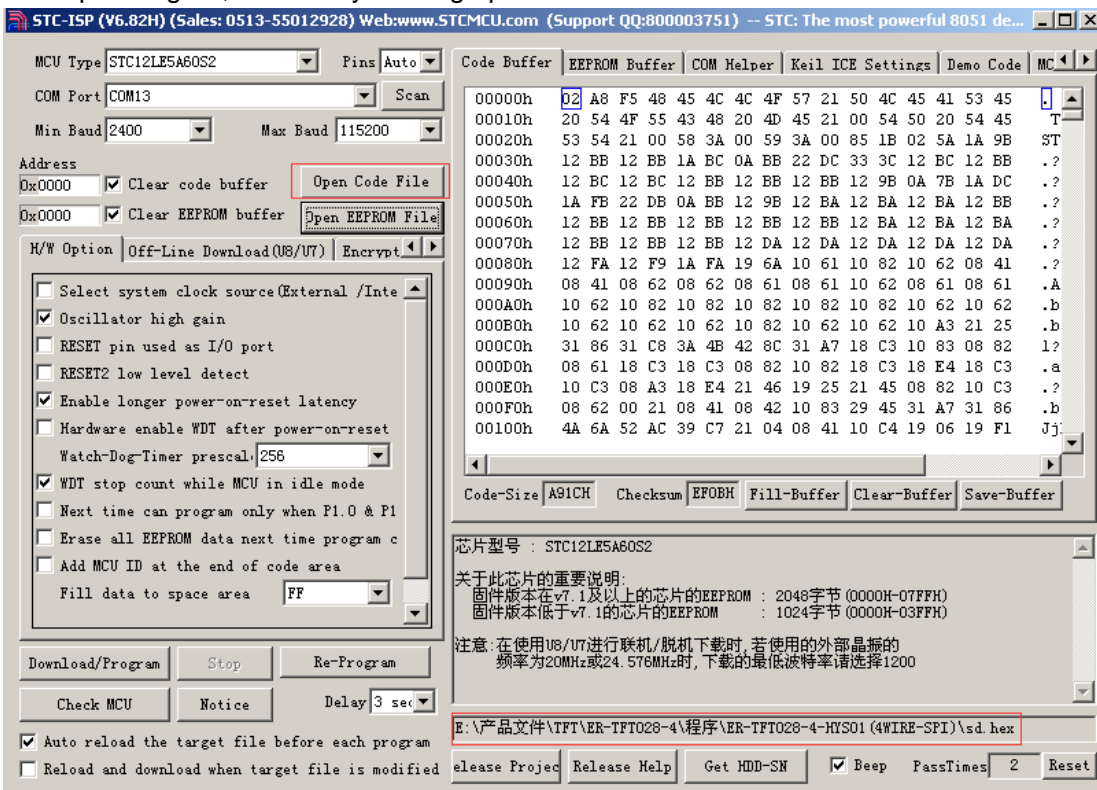 STC-ISP (V6.82H) (Sales: 0513-55012928) Web:www.STCMCU.com (Support QQ:800003751) -- STC: The most powerful 8051 de...
MCU Type STC12LE5A60S2 Pins Auto
COM Port COM13 Scan
Min Baud 2400 Max Baud 115200
Address
0x0000 Clear code buffer Open Code File
0x0000 Clear EEPROM buffer Open EEPROM File
H/W Option Off-Line Download(U8/U7) Encrypt
Select system clock source(External /Inte
Oscillator high gain
RESET pin used as I/O port
RESET2 low level detect
Enable longer power-on-reset latency
Hardware enable WDT after power-on-reset
Watch-Dog-Timer prescal 256
WDT stop count while MCU in idle mode
Next time can program only when P1.0 & P1
Erase all EEPROM data next time program c
Add MCU ID at the end of code area
Fill data to space area FF
Download/Program Stop Re-Program
Check MCU Notice Delay 3 sec
Auto reload the target file before each program
Reload and download when target file is modified
Code Buffer EEPROM Buffer COM Helper Keil ICE Settings Demo Code MC
00000h 02 A8 F5 48 45 4C 4C 4F 57 21 50 4C 45 41 53 45 .
00010h 20 54 4F 55 43 48 20 4D 45 21 00 54 50 20 54 45 T
00020h 53 54 21 00 58 3A 00 59 3A 00 85 1B 02 5A 1A 9B ST
00030h 12 BB 12 BB 1A BC 0A BB 22 DC 33 3C 12 BC 12 BB .?
00040h 12 BC 12 BC 12 BB 12 BB 12 BB 12 9B 0A 7B 1A DC .?
00050h 1A FB 22 DB 0A BB 12 9B 12 BA 12 BA 12 BA 12 BB .?
00060h 12 BB 12 BB 12 BB 12 BB 12 BB 12 BA 12 BA 12 BA .?
00070h 12 BB 12 BB 12 BB 12 DA 12 DA 12 DA 12 DA 12 DA .?
00080h 12 FA 12 F9 1A FA 19 6A 10 61 10 82 10 62 08 41 .?
00090h 08 41 08 62 08 62 08 61 08 61 10 62 08 61 08 61 .A
000A0h 10 62 10 82 10 82 10 82 10 82 10 82 10 62 10 62 .b
000B0h 10 62 10 62 10 62 10 82 10 62 10 62 10 A3 21 25 .b
000C0h 31 86 31 C8 3A 4B 42 8C 31 A7 18 C3 10 83 08 82 1?
000D0h 08 61 18 C3 18 C3 08 82 10 82 18 C3 18 E4 18 C3 .a
000E0h 10 C3 08 A3 18 E4 21 46 19 25 21 45 08 82 10 C3 .?
000F0h 08 62 00 21 08 41 08 42 10 83 29 45 31 A7 31 86 .b
00100h 4A 6A 52 AC 39 C7 21 04 08 41 10 C4 19 06 19 F1 Jj
Code-Size A91CH Checksum EF0BH Fill-Buffer Clear-Buffer Save-Buffer
芯片型号 : STC12LE5A60S2
关于此芯片的重要说明:
固件版本在v7.1及以上的芯片的EEPROM : 2048字节(0000H-07FFH)
固件版本低于v7.1的芯片的EEPROM : 1024字节(0000H-03FFH)
注意:在使用U8/U7进行联机/脱机下载时,若使用的外部晶振的
频率为20MHz或24.576MHz时,下载的最低波特率请选择1200
E:\产品文件\TFT\ER-TFT028-4\程序\ER-TFT028-4-HYS01(4WIRE-SPI)\sd.hex
elease Projec Release Help Get HDD-SN Beep PassTimes 2 Reset